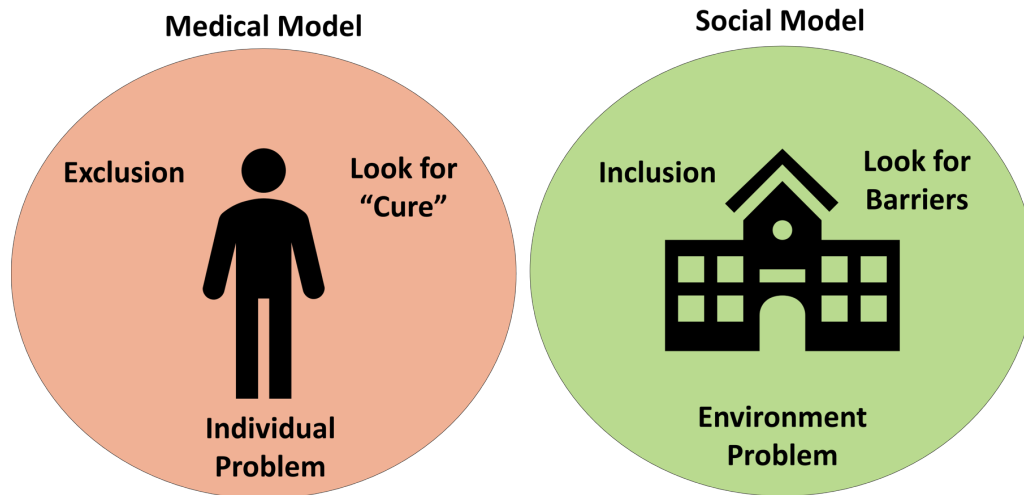 Medical Model
Exclusion
Look for
“Cure”
Individual
Problem
Social Model
Inclusion
Look for
Barriers
Environment
Problem